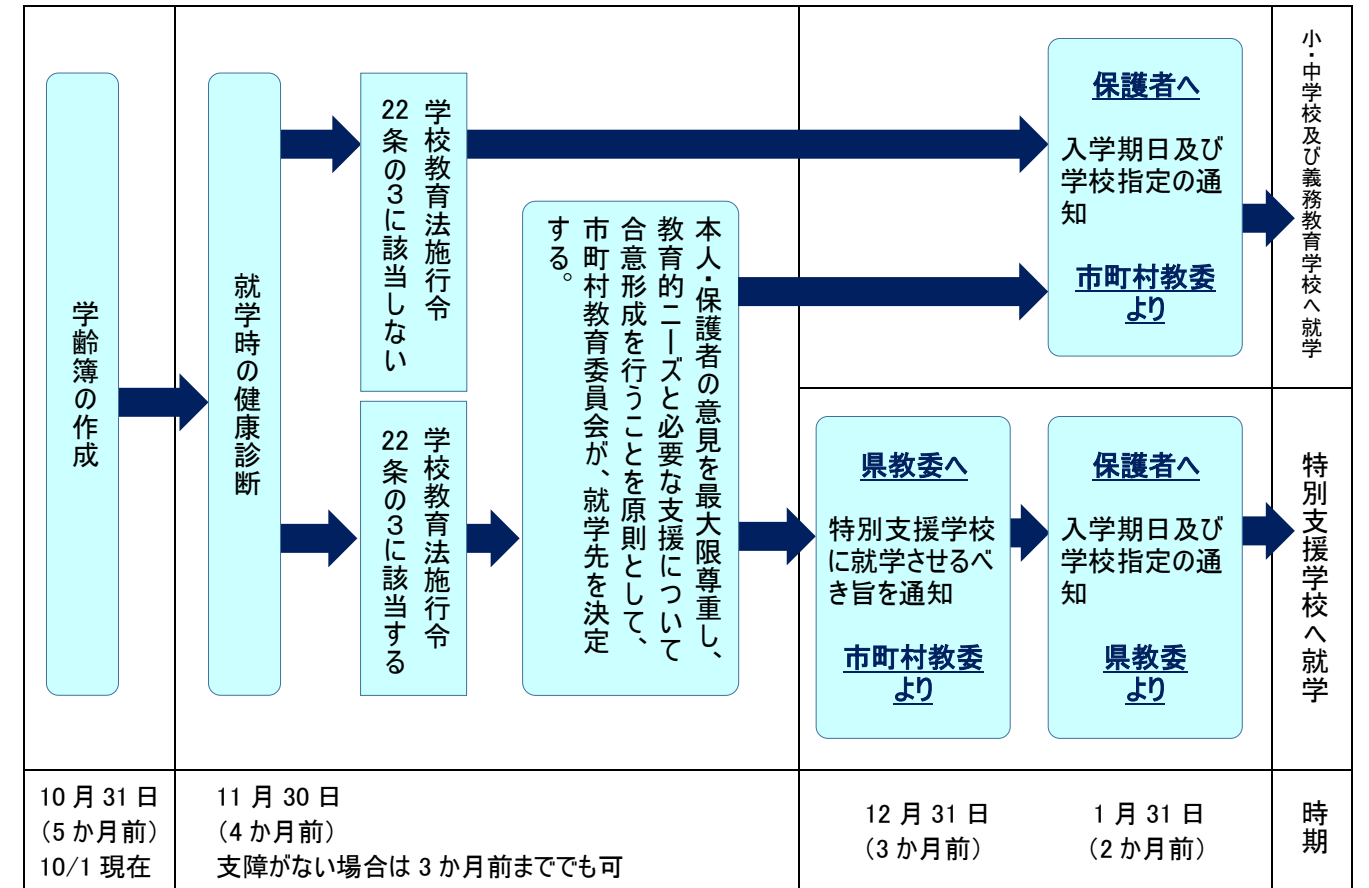 学齢簿の作成
就学時の健康診断
学校教育法施行令
22条の3に該当しない
学校教育法施行令
22条の3に該当する
本人・保護者の意見を最大限尊重し、
教育的ニーズと必要な支援について
合意形成を行うことを原則として、
市町村教育委員会が、就学先を決定
する。
保護者へ
入学期日及び
学校指定の通
知
市町村教委
より
小・中学校及び義務教育学校へ就学
県教委へ
特別支援学校
に就学させるべ
き旨を通知
市町村教委
より
保護者へ
入学期日及び
学校指定の通
知
県教委
より
特別支援学校へ就学
10月31日
（5か月前）
10/1現在
11月30日
（4か月前）
支障がない場合は3か月前まででも可
12月31日
（3か月前）
1月31日
（2か月前）
時期